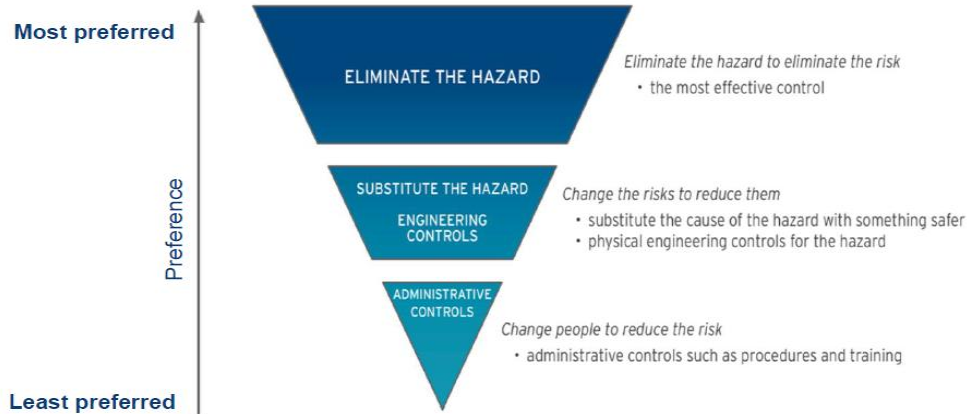 Most preferred
ELIMINATE THE HAZARD
Eliminate the hazard to eliminate the risk
• the most effective control
Preference
SUBSTITUTE THE HAZARD
ENGINEERING
CONTROLS
Change the risks to reduce them
• substitute the cause of the hazard with something safer
• physical engineering controls for the hazard
ADMINISTRATIVE
CONTROLS
Change people to reduce the risk
• administrative controls such as procedures and training
Least preferred